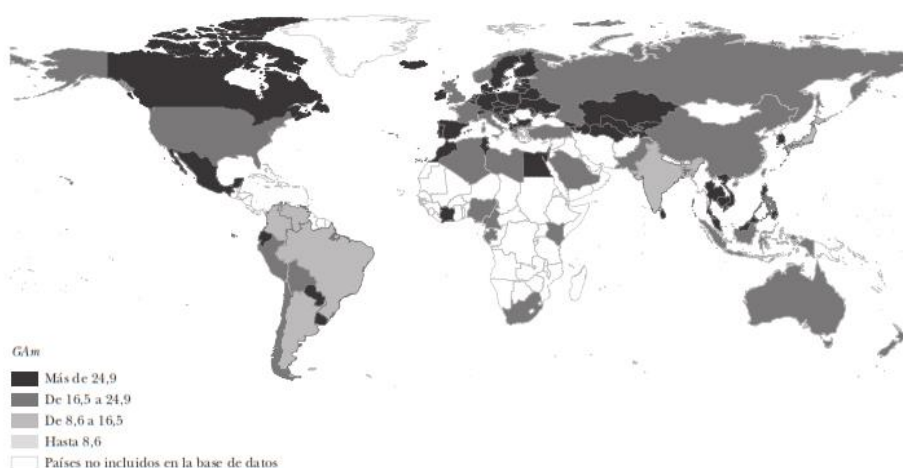 GAm
Más de 24,9
De 16,5 a 24,9
De 8,6 a 16,5
Hasta 8,6
Países no incluidos en la base de datos